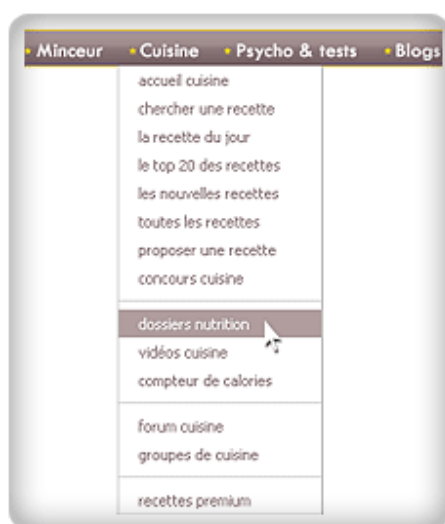 Minceur Cuisine Psycho & tests Blogs
accueil cuisine
chercher une recette
la recette du jour
le top 20 des recettes
les nouvelles recettes
toutes les recettes
proposer une recette
concours cuisine
dossiers nutrition
vidéos cuisine
compteur de calories
forum cuisine
groupes de cuisine
recettes premium